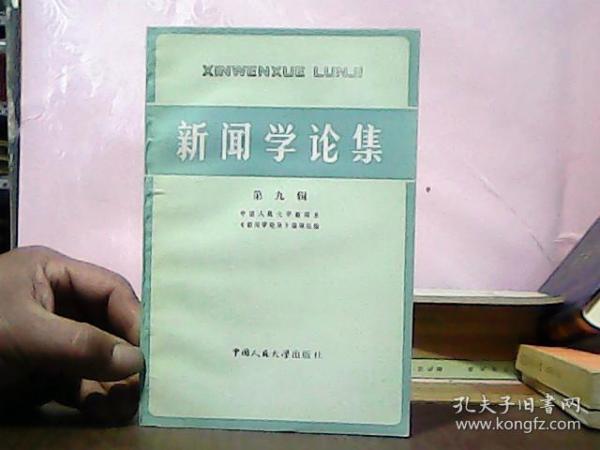 XINWENXUE LUNJI
新闻学论集
第九辑
中国人民大学新闻系
《新闻学论集》编辑组编
中国人民大学出版社
孔夫子旧书网
www.kongfz.com